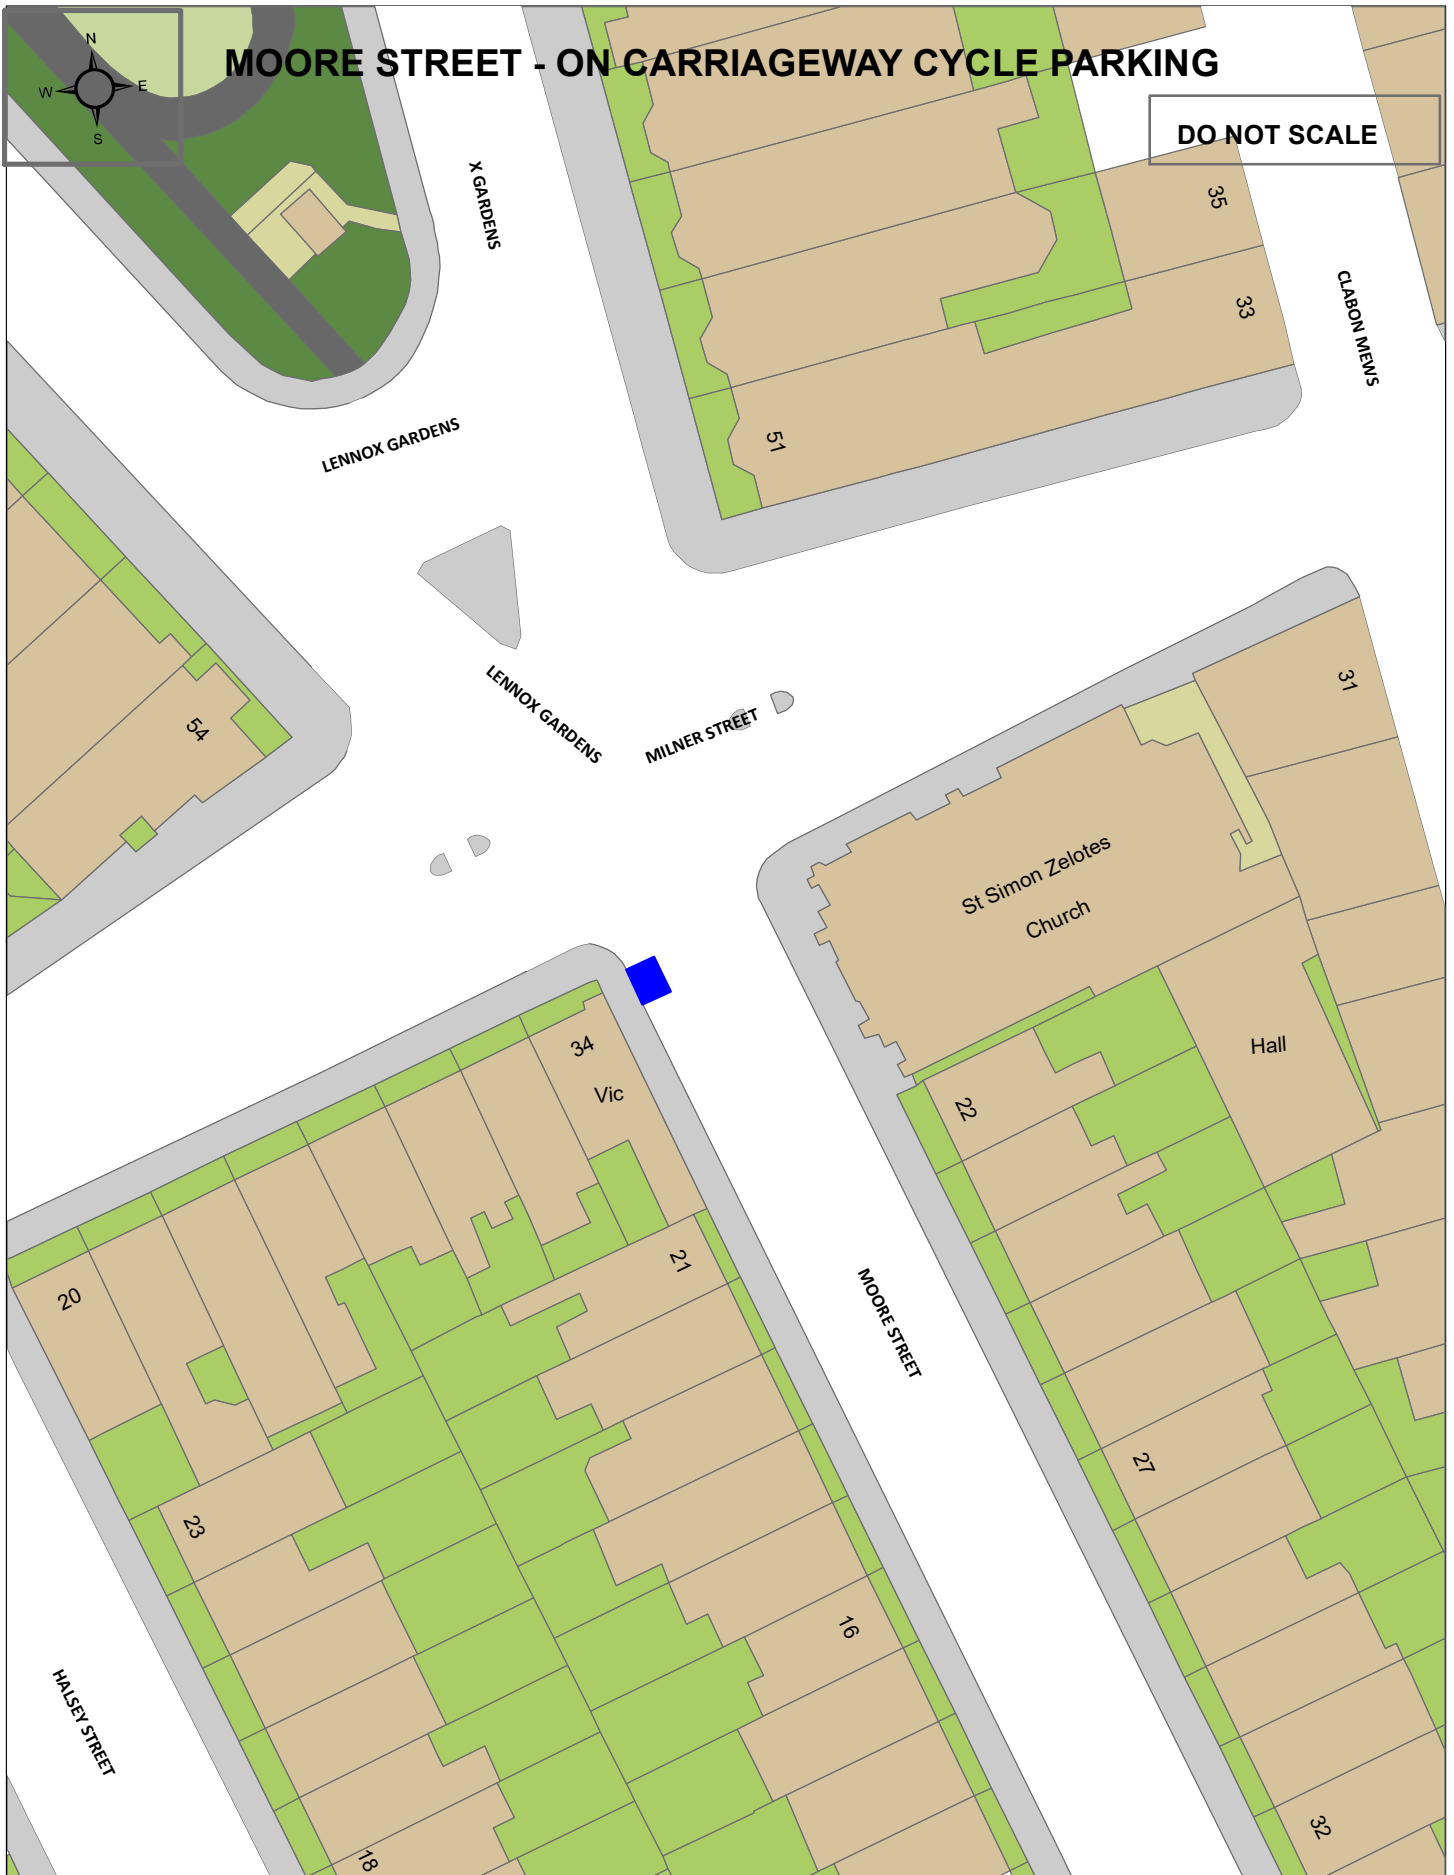 MOORE STREET - ON CARRIAGEWAY CYCLE PARKING
N
W
E
S
DO NOT SCALE
X GARDENS
35
33
CLABON MEWS
LENNOX GARDENS
51
LENNOX GARDENS
MILNER STREET
54
31
St Simon Zelotes
Church
34
Vic
Hall
22
21
20
MOORE STREET
27
23
16
HALSEY STREET
32
18